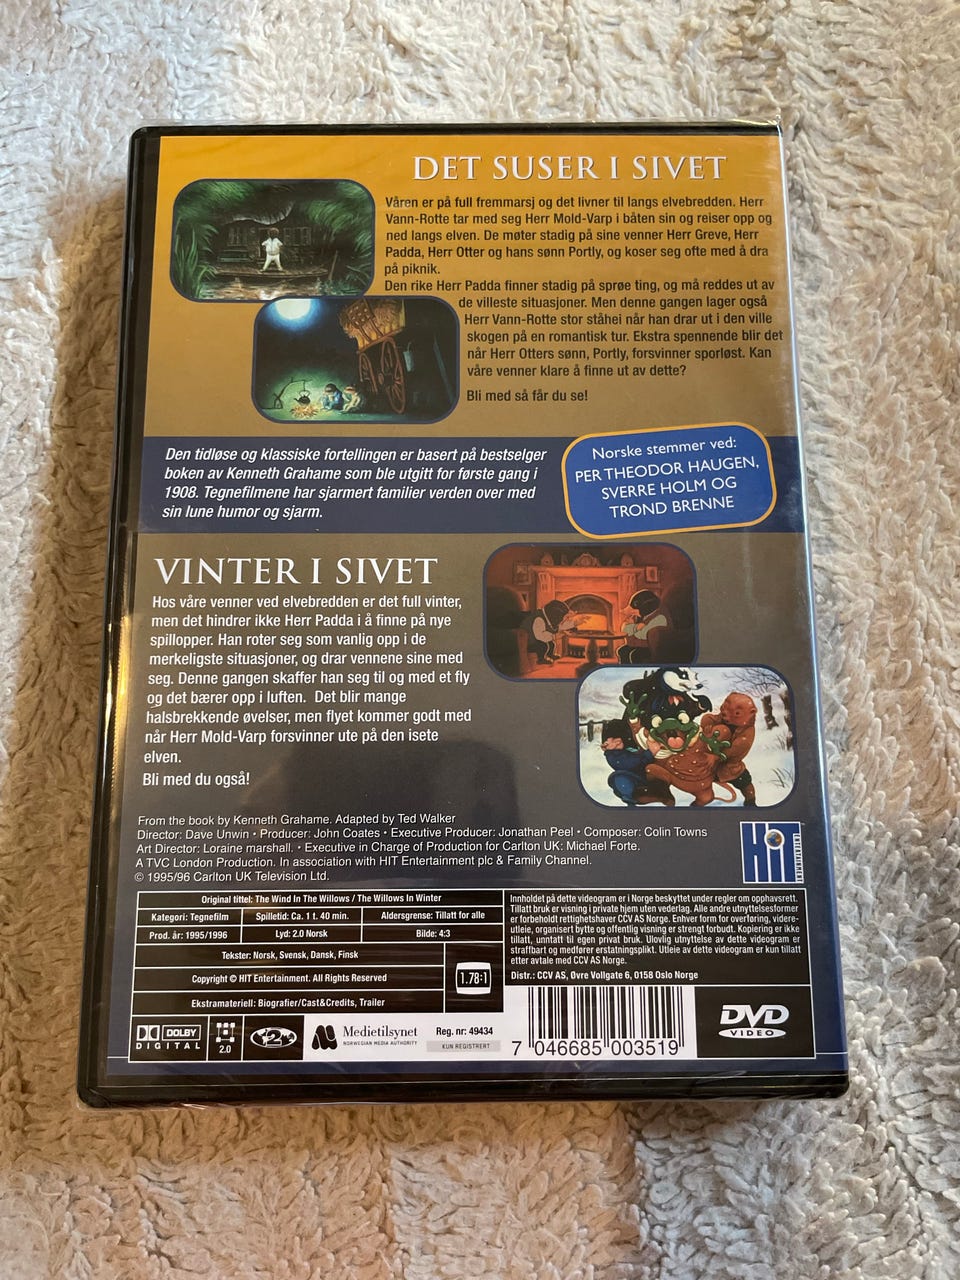 DET SUSER I SIVET
Våren er på full fremmarsj og det livner til langs elvebredden. Herr
Vann-Rotte tar med seg Herr Mold-Varp i båten sin og reiser opp og
ned langs elven. De møter stadig på sine venner Herr Greve, Herr
Padda, Herr Otter og hans sønn Portly, og koser seg ofte med å dra
på piknik.
Den rike Herr Padda finner stadig på sprøe ting, og må reddes ut av
de villeste situasjoner. Men denne gangen lager også
Herr Vann-Rotte stor ståhei når han drar ut i den ville
skogen på en romantisk tur. Ekstra spennende blir det
når Herr Otters sønn, Portly, forsvinner sporløst. Kan
våre venner klare å finne ut av dette?
Bli med så får du se!
Den tidløse og klassiske fortellingen er basert på bestselger
boken av Kenneth Grahame som ble utgitt for første gang i
1908. Tegnefilmene har sjarmert familier verden over med
sin lune humor og sjarm.
Norske stemmer ved:
PER THEODOR HAUGEN,
SVERRE HOLM OG
TROND BRENNE
VINTER I SIVET
Hos våre venner ved elvebredden er det full vinter,
men det hindrer ikke Herr Padda i å finne på nye
spillopper. Han roter seg som vanlig opp i de
merkeligste situasjoner, og drar vennene sine med
seg. Denne gangen skaffer han seg til og med et fly
og det bærer opp i luften. Det blir mange
halsbrekkende øvelser, men flyet kommer godt med
når Herr Mold-Varp forsvinner ute på den isete
elven.
Bli med du også!
From the book by Kenneth Grahame. Adapted by Ted Walker
Director: Dave Unwin • Producer: John Coates • Executive Producer: Jonathan Peel • Composer: Colin Towns
Art Director: Loraine marshall. • Executive in Charge of Production for Carlton UK: Michael Forte.
A TVC London Production. In association with HIT Entertainment plc & Family Channel.
© 1995/96 Carlton UK Television Ltd.
HiT
ENTERTAINMENT
Original tittel: The Wind In The Willows / The Willows In Winter
Kategori: Tegnefilm Spilletid: Ca. 1 t. 40 min. Aldersgrense: Tillatt for alle
Prod. år: 1995/1996 Lyd: 2.0 Norsk Bilde: 4:3
Tekster: Norsk, Svensk, Dansk, Finsk
Copyright © HIT Entertainment. All Rights Reserved
Ekstramateriell: Biografier/Cast&Credits, Trailer
1.78:1
Innholdet på dette videogram er i Norge beskyttet under regler om opphavsrett.
Tillatt bruk er visning i private hjem uten vederlag. Alle andre utnyttelsesformer
er forbeholdt rettighetshaver CCV AS Norge. Enhver form for overføring, videre-
utleie, organisert bytte og offentlig visning er strengt forbudt. Kopiering er ikke
tillatt, unntatt til egen privat bruk. Ulovlig utnyttelse av dette videogram er
straffbart og medfører erstatningsplikt. Utleie av dette videogram er kun tillatt
etter avtale med CCV AS Norge.
Distr.: CCV AS, Øvre Vollgate 6, 0158 Oslo Norge
DOLBY
DIGITAL
2.0
2
Medietilsynet
NORWEGIAN MEDIA AUTHORITY
Reg. nr: 49434
KUN REGISTRERT
7 046685 003519
DVD
VIDEO